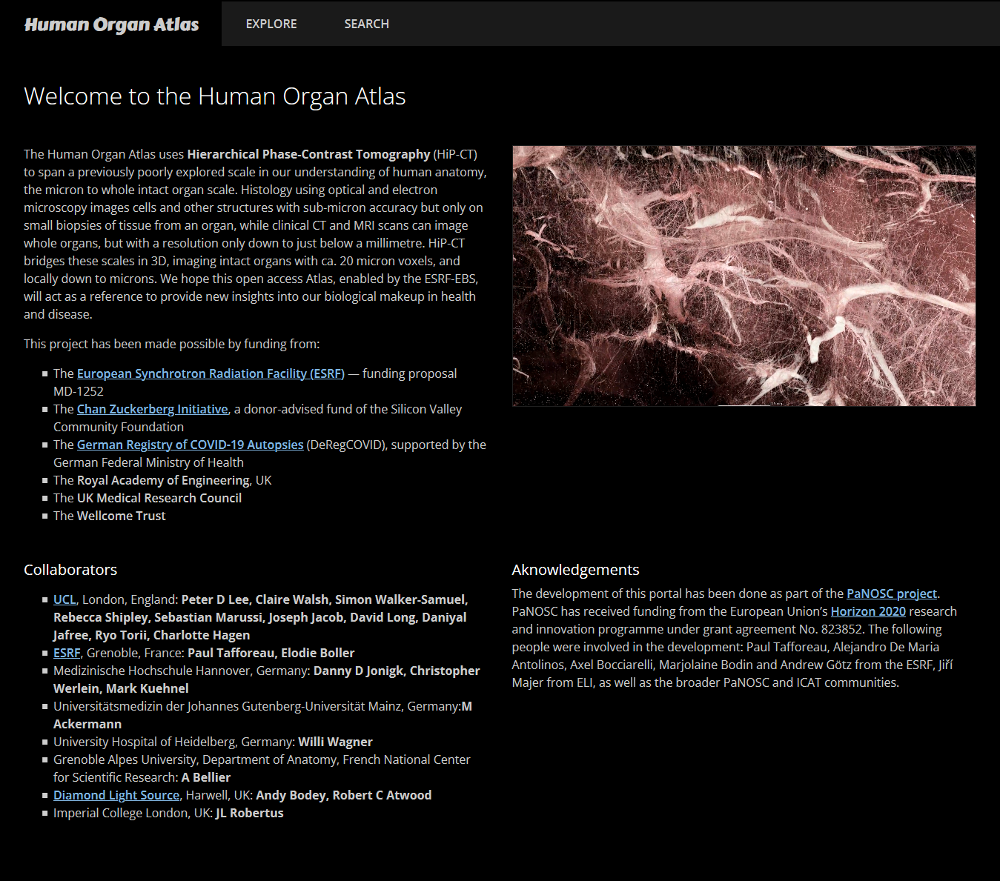 Human Organ Atlas
EXPLORE
SEARCH
Welcome to the Human Organ Atlas
The Human Organ Atlas uses Hierarchical Phase-Contrast Tomography (HiP-CT)
to span a previously poorly explored scale in our understanding of human anatomy,
the micron to whole intact organ scale. Histology using optical and electron
microscopy images cells and other structures with sub-micron accuracy but only on
small biopsies of tissue from an organ, while clinical CT and MRI scans can image
whole organs, but with a resolution only down to just below a millimetre. HiP-CT
bridges these scales in 3D, imaging intact organs with ca. 20 micron voxels, and
locally down to microns. We hope this open access Atlas, enabled by the ESRF-EBS,
will act as a reference to provide new insights into our biological makeup in health
and disease.
This project has been made possible by funding from:
The European Synchrotron Radiation Facility (ESRF) — funding proposal
MD-1252
The Chan Zuckerberg Initiative, a donor-advised fund of the Silicon Valley
Community Foundation
The German Registry of COVID-19 Autopsies (DeRegCOVID), supported by the
German Federal Ministry of Health
The Royal Academy of Engineering, UK
The UK Medical Research Council
The Wellcome Trust
Collaborators
UCL, London, England: Peter D Lee, Claire Walsh, Simon Walker-Samuel,
Rebecca Shipley, Sebastian Marussi, Joseph Jacob, David Long, Daniyal
Jafree, Ryo Torii, Charlotte Hagen
ESRF, Grenoble, France: Paul Tafforeau, Elodie Boller
Medizinische Hochschule Hannover, Germany: Danny D Jonigk, Christopher
Werlein, Mark Kuehnel
Universitätsmedizin der Johannes Gutenberg-Universität Mainz, Germany:M
Ackermann
University Hospital of Heidelberg, Germany: Willi Wagner
Grenoble Alpes University, Department of Anatomy, French National Center
for Scientific Research: A Bellier
Diamond Light Source, Harwell, UK: Andy Bodey, Robert C Atwood
Imperial College London, UK: JL Robertus
Aknowledgements
The development of this portal has been done as part of the PaNOSC project.
PaNOSC has received funding from the European Union’s Horizon 2020 research
and innovation programme under grant agreement No. 823852. The following
people were involved in the development: Paul Tafforeau, Alejandro De Maria
Antolinos, Axel Bocciarelli, Marjolaine Bodin and Andrew Götz from the ESRF, Jiří
Majer from ELI, as well as the broader PaNOSC and ICAT communities.